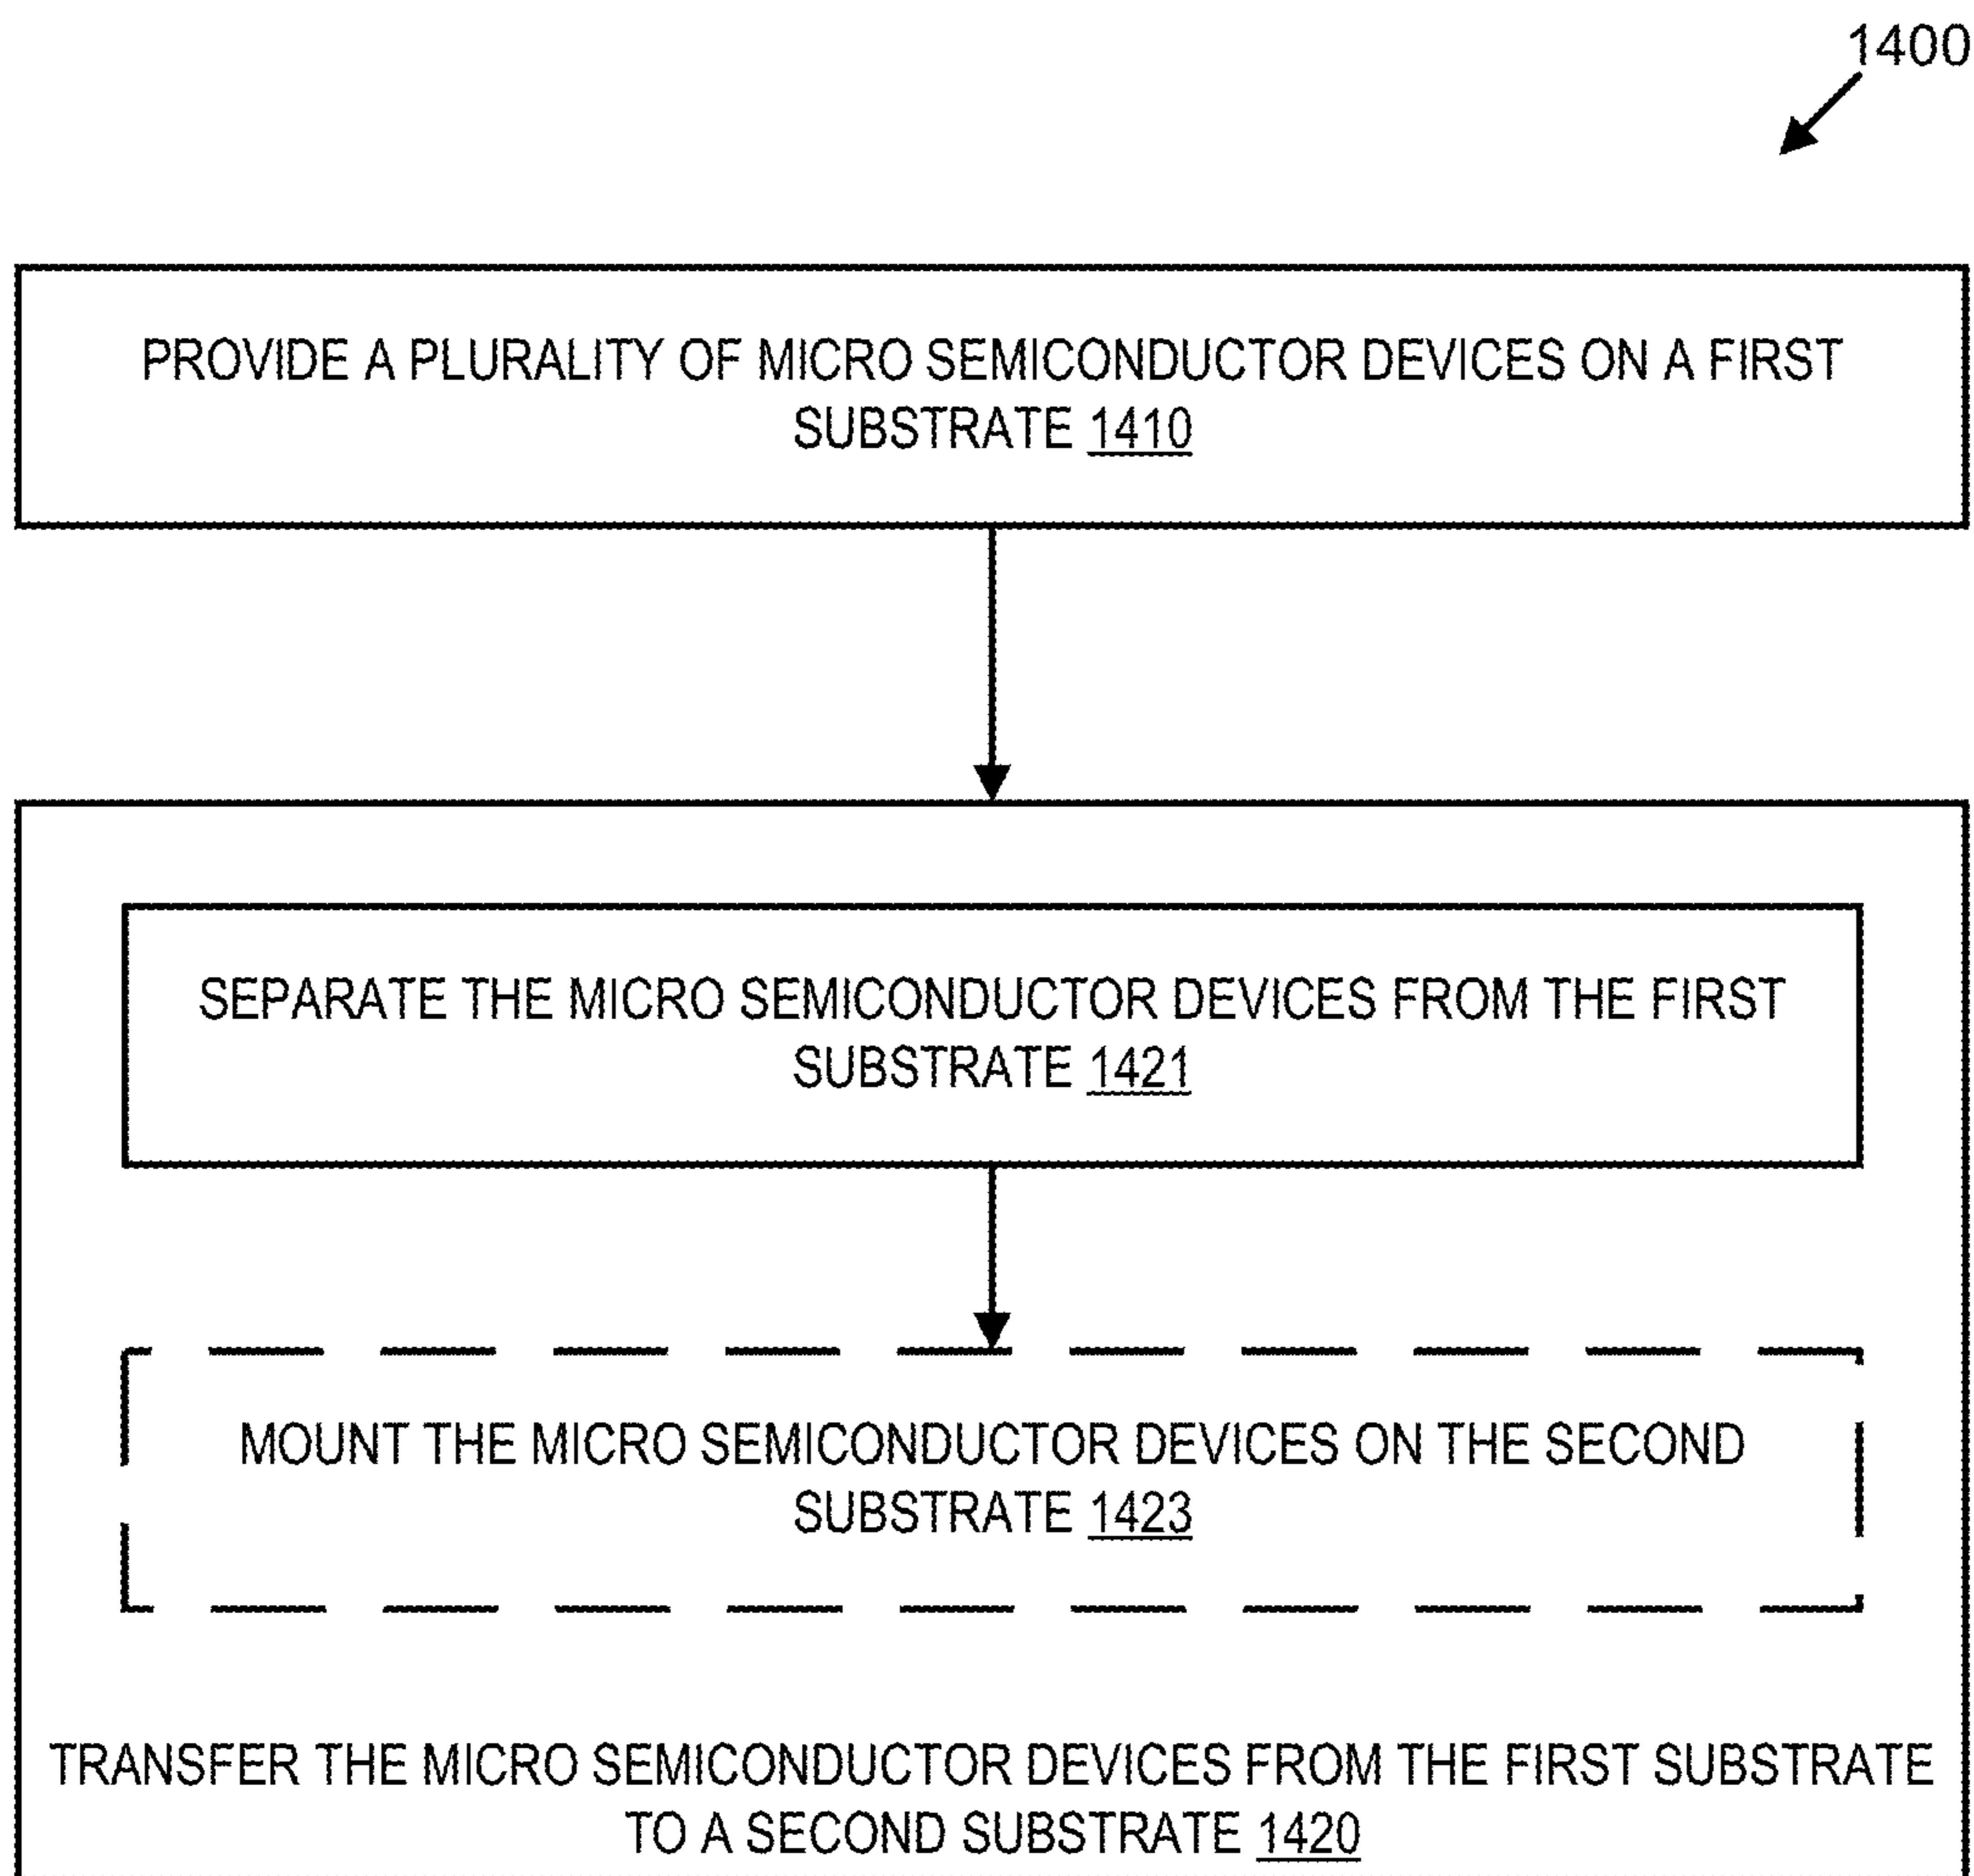 1400
PROVIDE A PLURALITY OF MICRO SEMICONDUCTOR DEVICES ON A FIRST
SUBSTRATE 1410
SEPARATE THE MICRO SEMICONDUCTOR DEVICES FROM THE FIRST
SUBSTRATE 1421
MOUNT THE MICRO SEMICONDUCTOR DEVICES ON THE SECOND
SUBSTRATE 1423
TRANSFER THE MICRO SEMICONDUCTOR DEVICES FROM THE FIRST SUBSTRATE
TO A SECOND SUBSTRATE 1420